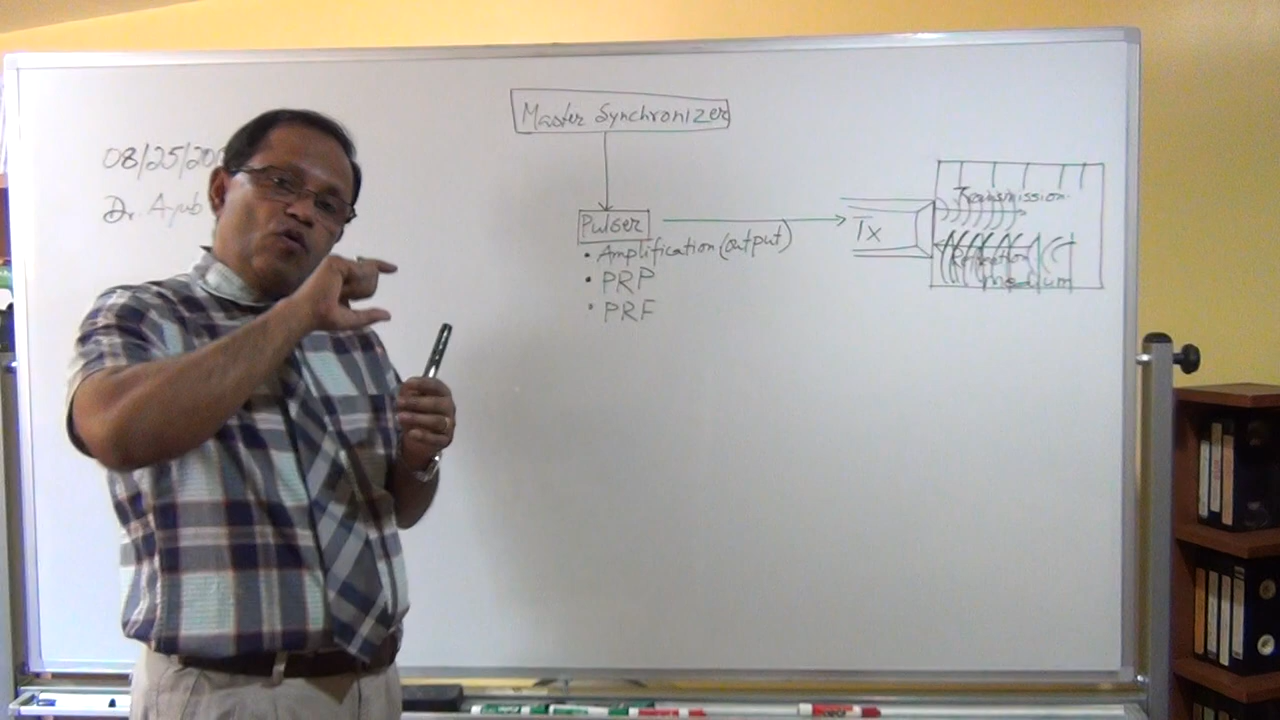 Master Synchronizer
08/25/20
Dr. Ayub
Pulser
Tx
Transmission
• Amplification (output)
Reflection
• PRP
medium
• PRF